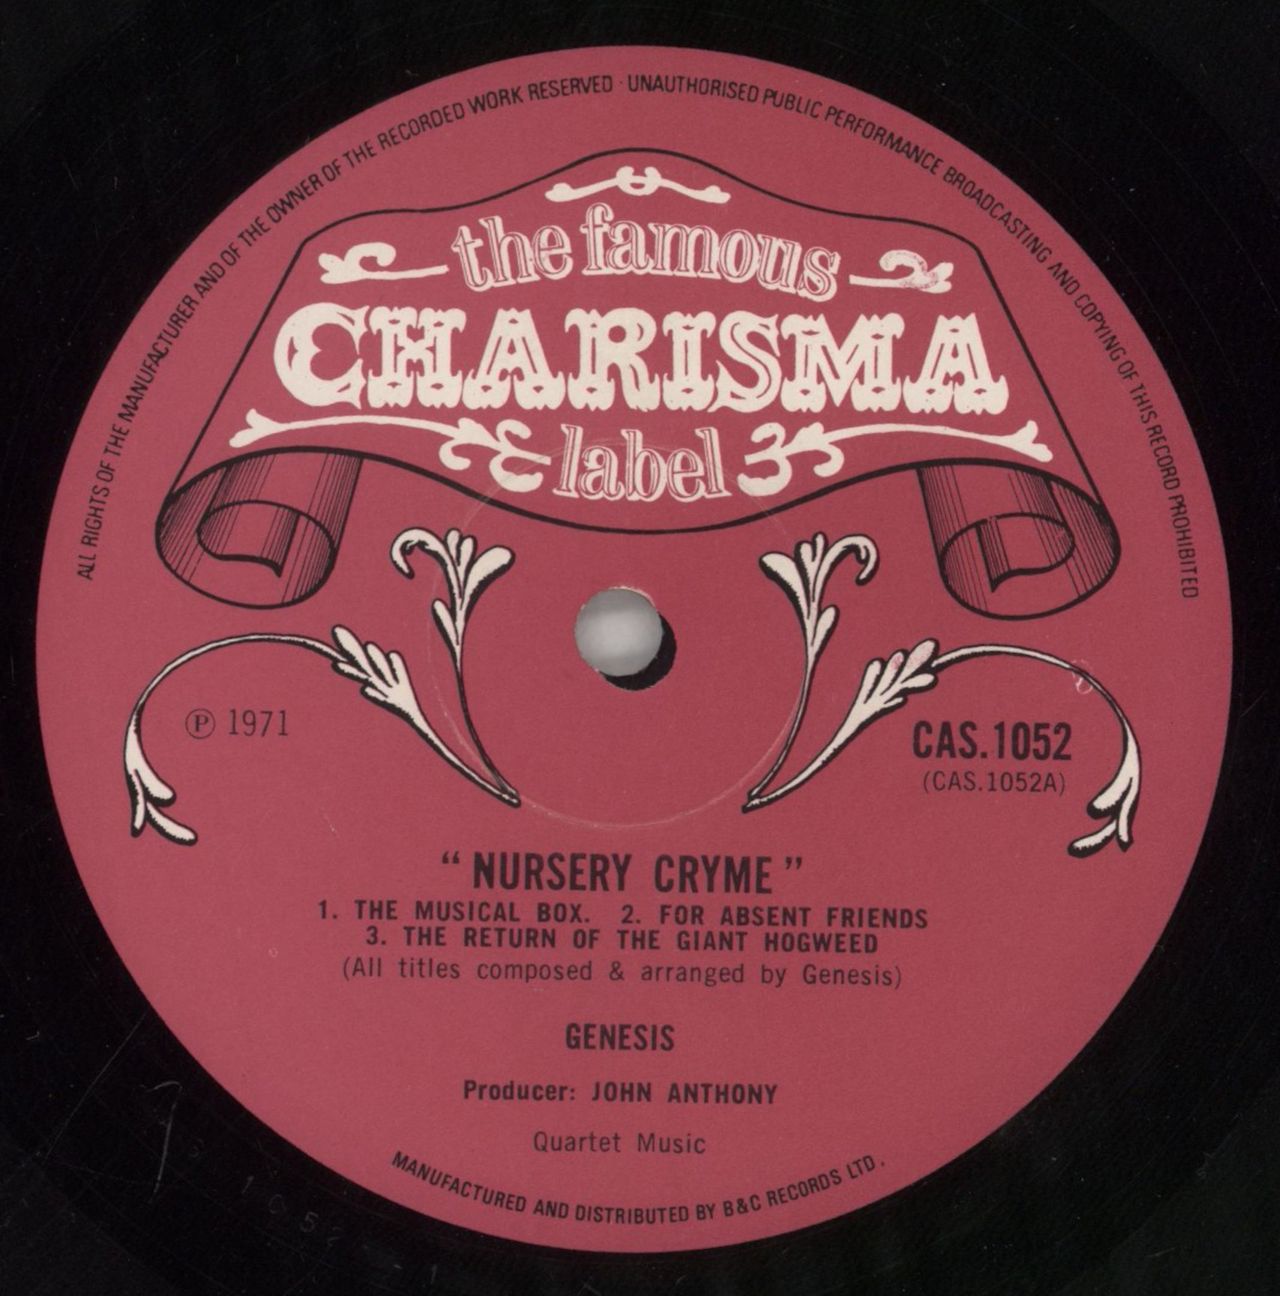 ALL RIGHTS OF THE MANUFACTURER AND OF THE OWNER OF THE RECORDED WORK RESERVED · UNAUTHORISED PUBLIC PERFORMANCE BROADCASTING AND COPYING OF THIS RECORD PROHIBITED
the famous
CHARISMA
label
℗ 1971
CAS.1052
(CAS.1052A)
“NURSERY CRYME”
1. THE MUSICAL BOX. 2. FOR ABSENT FRIENDS
3. THE RETURN OF THE GIANT HOGWEED
(All titles composed & arranged by Genesis)
GENESIS
Producer: JOHN ANTHONY
Quartet Music
MANUFACTURED AND DISTRIBUTED BY B&C RECORDS LTD.